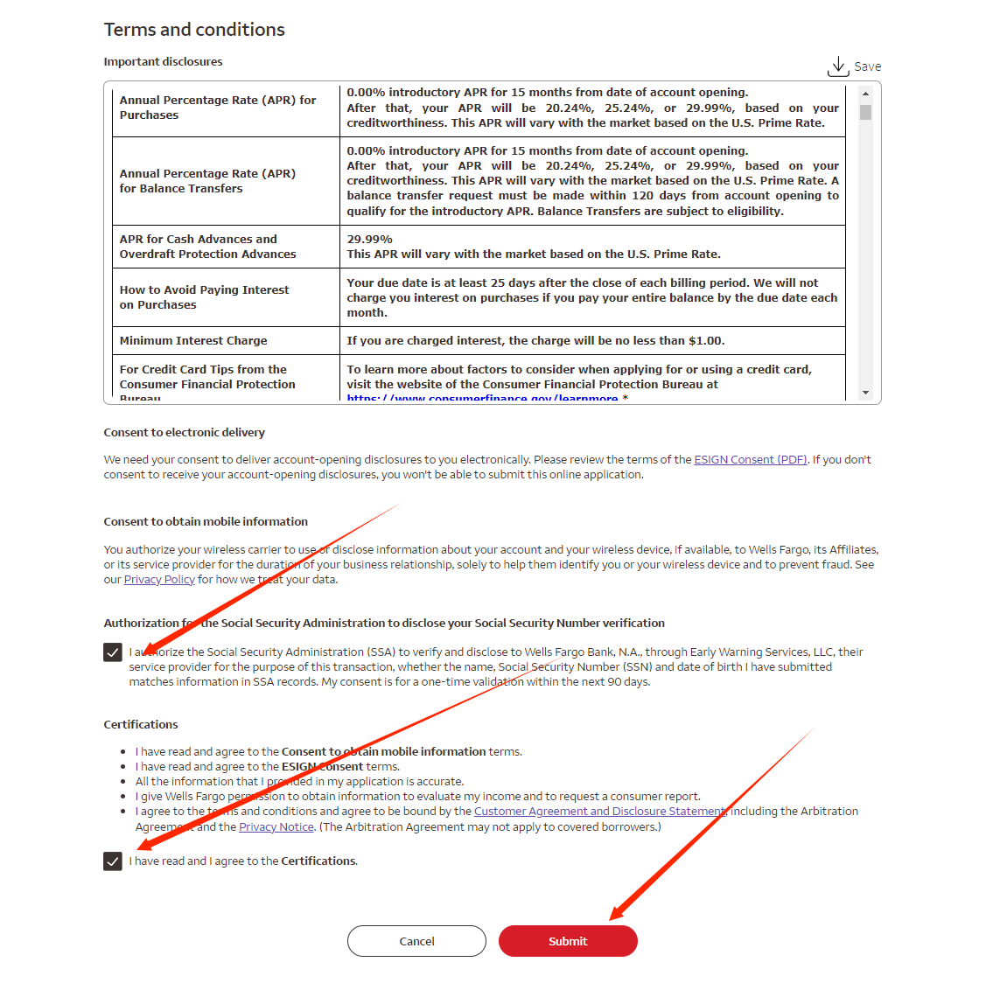 Terms and conditions
Important disclosures
Save
Annual Percentage Rate (APR) for
Purchases
0.00% introductory APR for 15 months from date of account opening.
After that, your APR will be 20.24%, 25.24%, or 29.99%, based on your
creditworthiness. This APR will vary with the market based on the U.S. Prime Rate.
Annual Percentage Rate (APR)
for Balance Transfers
0.00% introductory APR for 15 months from date of account opening.
After that, your APR will be 20.24%, 25.24%, or 29.99%, based on your
creditworthiness. This APR will vary with the market based on the U.S. Prime Rate. A
balance transfer request must be made within 120 days from account opening to
qualify for the introductory APR. Balance Transfers are subject to eligibility.
APR for Cash Advances and
Overdraft Protection Advances
29.99%
This APR will vary with the market based on the U.S. Prime Rate.
How to Avoid Paying Interest
on Purchases
Your due date is at least 25 days after the close of each billing period. We will not
charge you interest on purchases if you pay your entire balance by the due date each
month.
Minimum Interest Charge
If you are charged interest, the charge will be no less than $1.00.
For Credit Card Tips from the
Consumer Financial Protection
Bureau
To learn more about factors to consider when applying for or using a credit card,
visit the website of the Consumer Financial Protection Bureau at
https://www.consumerfinance.gov/learnmore.*
Consent to electronic delivery
We need your consent to deliver account-opening disclosures to you electronically. Please review the terms of the ESIGN Consent (PDF). If you don't
consent to receive your account-opening disclosures, you won't be able to submit this online application.
Consent to obtain mobile information
You authorize your wireless carrier to use or disclose information about your account and your wireless device, if available, to Wells Fargo, its Affiliates,
or its service provider for the duration of your business relationship, solely to help them identify you or your wireless device and to prevent fraud. See
our Privacy Policy for how we treat your data.
Authorization for the Social Security Administration to disclose your Social Security Number verification
I authorize the Social Security Administration (SSA) to verify and disclose to Wells Fargo Bank, N.A., through Early Warning Services, LLC, their
service provider for the purpose of this transaction, whether the name, Social Security Number (SSN) and date of birth I have submitted
matches information in SSA records. My consent is for a one-time validation within the next 90 days.
Certifications
• I have read and agree to the Consent to obtain mobile information terms.
• I have read and agree to the ESIGN Consent terms.
• All the information that I provided in my application is accurate.
• I give Wells Fargo permission to obtain information to evaluate my income and to request a consumer report.
• I agree to the terms and conditions and agree to be bound by the Customer Agreement and Disclosure Statement, including the Arbitration
Agreement and the Privacy Notice. (The Arbitration Agreement may not apply to covered borrowers.)
I have read and I agree to the Certifications.
Cancel
Submit